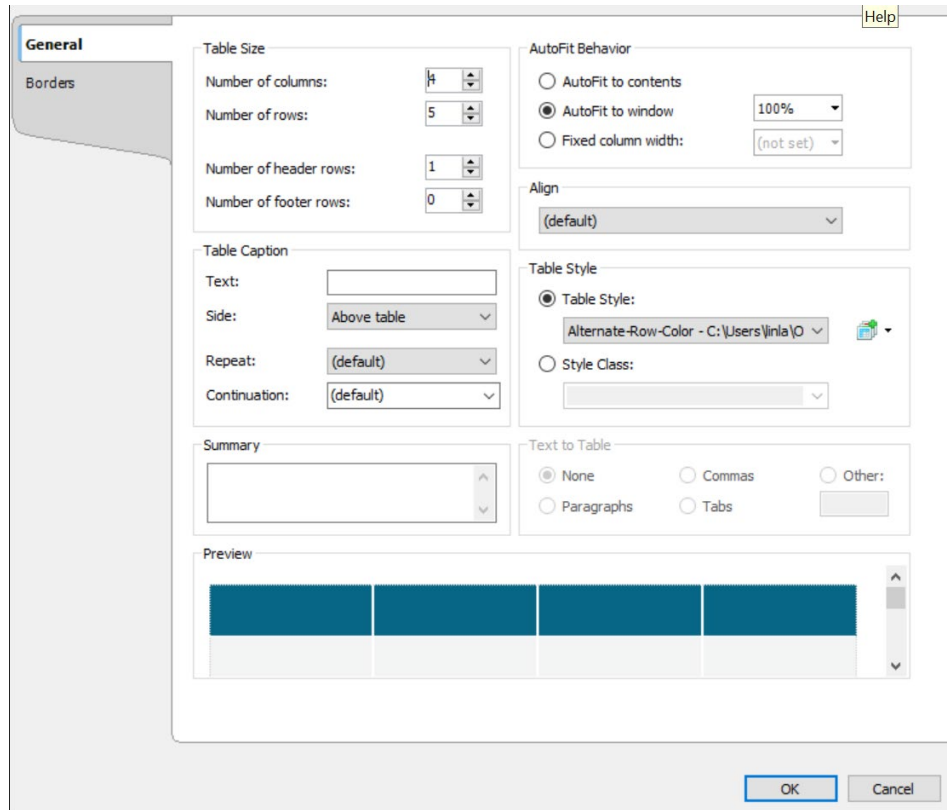 Help
General
Borders
Table Size
Number of columns: 4
Number of rows: 5
Number of header rows: 1
Number of footer rows: 0
AutoFit Behavior
AutoFit to contents
AutoFit to window 100%
Fixed column width: (not set)
Align
(default)
Table Caption
Text:
Side: Above table
Repeat: (default)
Continuation: (default)
Table Style
Table Style:
Alternate-Row-Color - C:\Users\linla\O
Style Class:
Summary
Text to Table
None Commas Other:
Paragraphs Tabs
Preview
OK Cancel